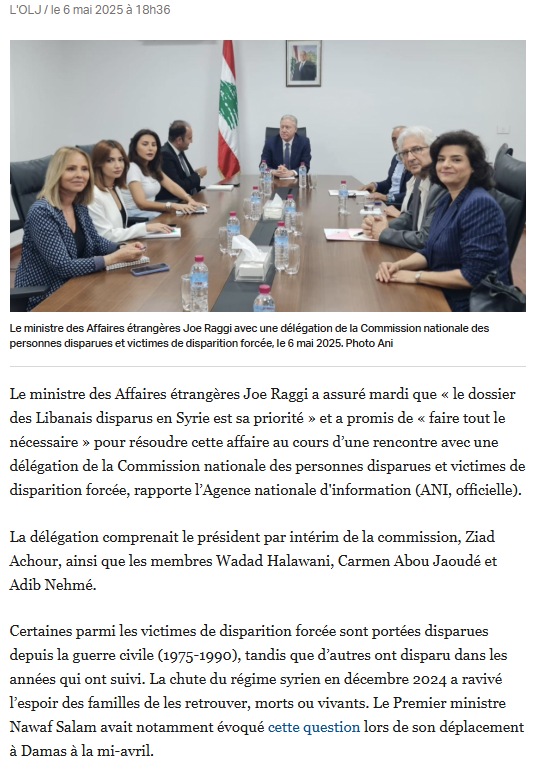 L'OLJ / le 6 mai 2025 à 18h36
Le ministre des Affaires étrangères Joe Raggi avec une délégation de la Commission nationale des
personnes disparues et victimes de disparition forcée, le 6 mai 2025. Photo Ani
Le ministre des Affaires étrangères Joe Raggi a assuré mardi que « le dossier
des Libanais disparus en Syrie est sa priorité » et a promis de « faire tout le
nécessaire » pour résoudre cette affaire au cours d’une rencontre avec une
délégation de la Commission nationale des personnes disparues et victimes de
disparition forcée, rapporte l’Agence nationale d'information (ANI, officielle).
La délégation comprenait le président par intérim de la commission, Ziad
Achour, ainsi que les membres Wadad Halawani, Carmen Abou Jaoudé et
Adib Nehmé.
Certaines parmi les victimes de disparition forcée sont portées disparues
depuis la guerre civile (1975-1990), tandis que d’autres ont disparu dans les
années qui ont suivi. La chute du régime syrien en décembre 2024 a ravivé
l’espoir des familles de les retrouver, morts ou vivants. Le Premier ministre
Nawaf Salam avait notamment évoqué cette question lors de son déplacement
à Damas à la mi-avril.